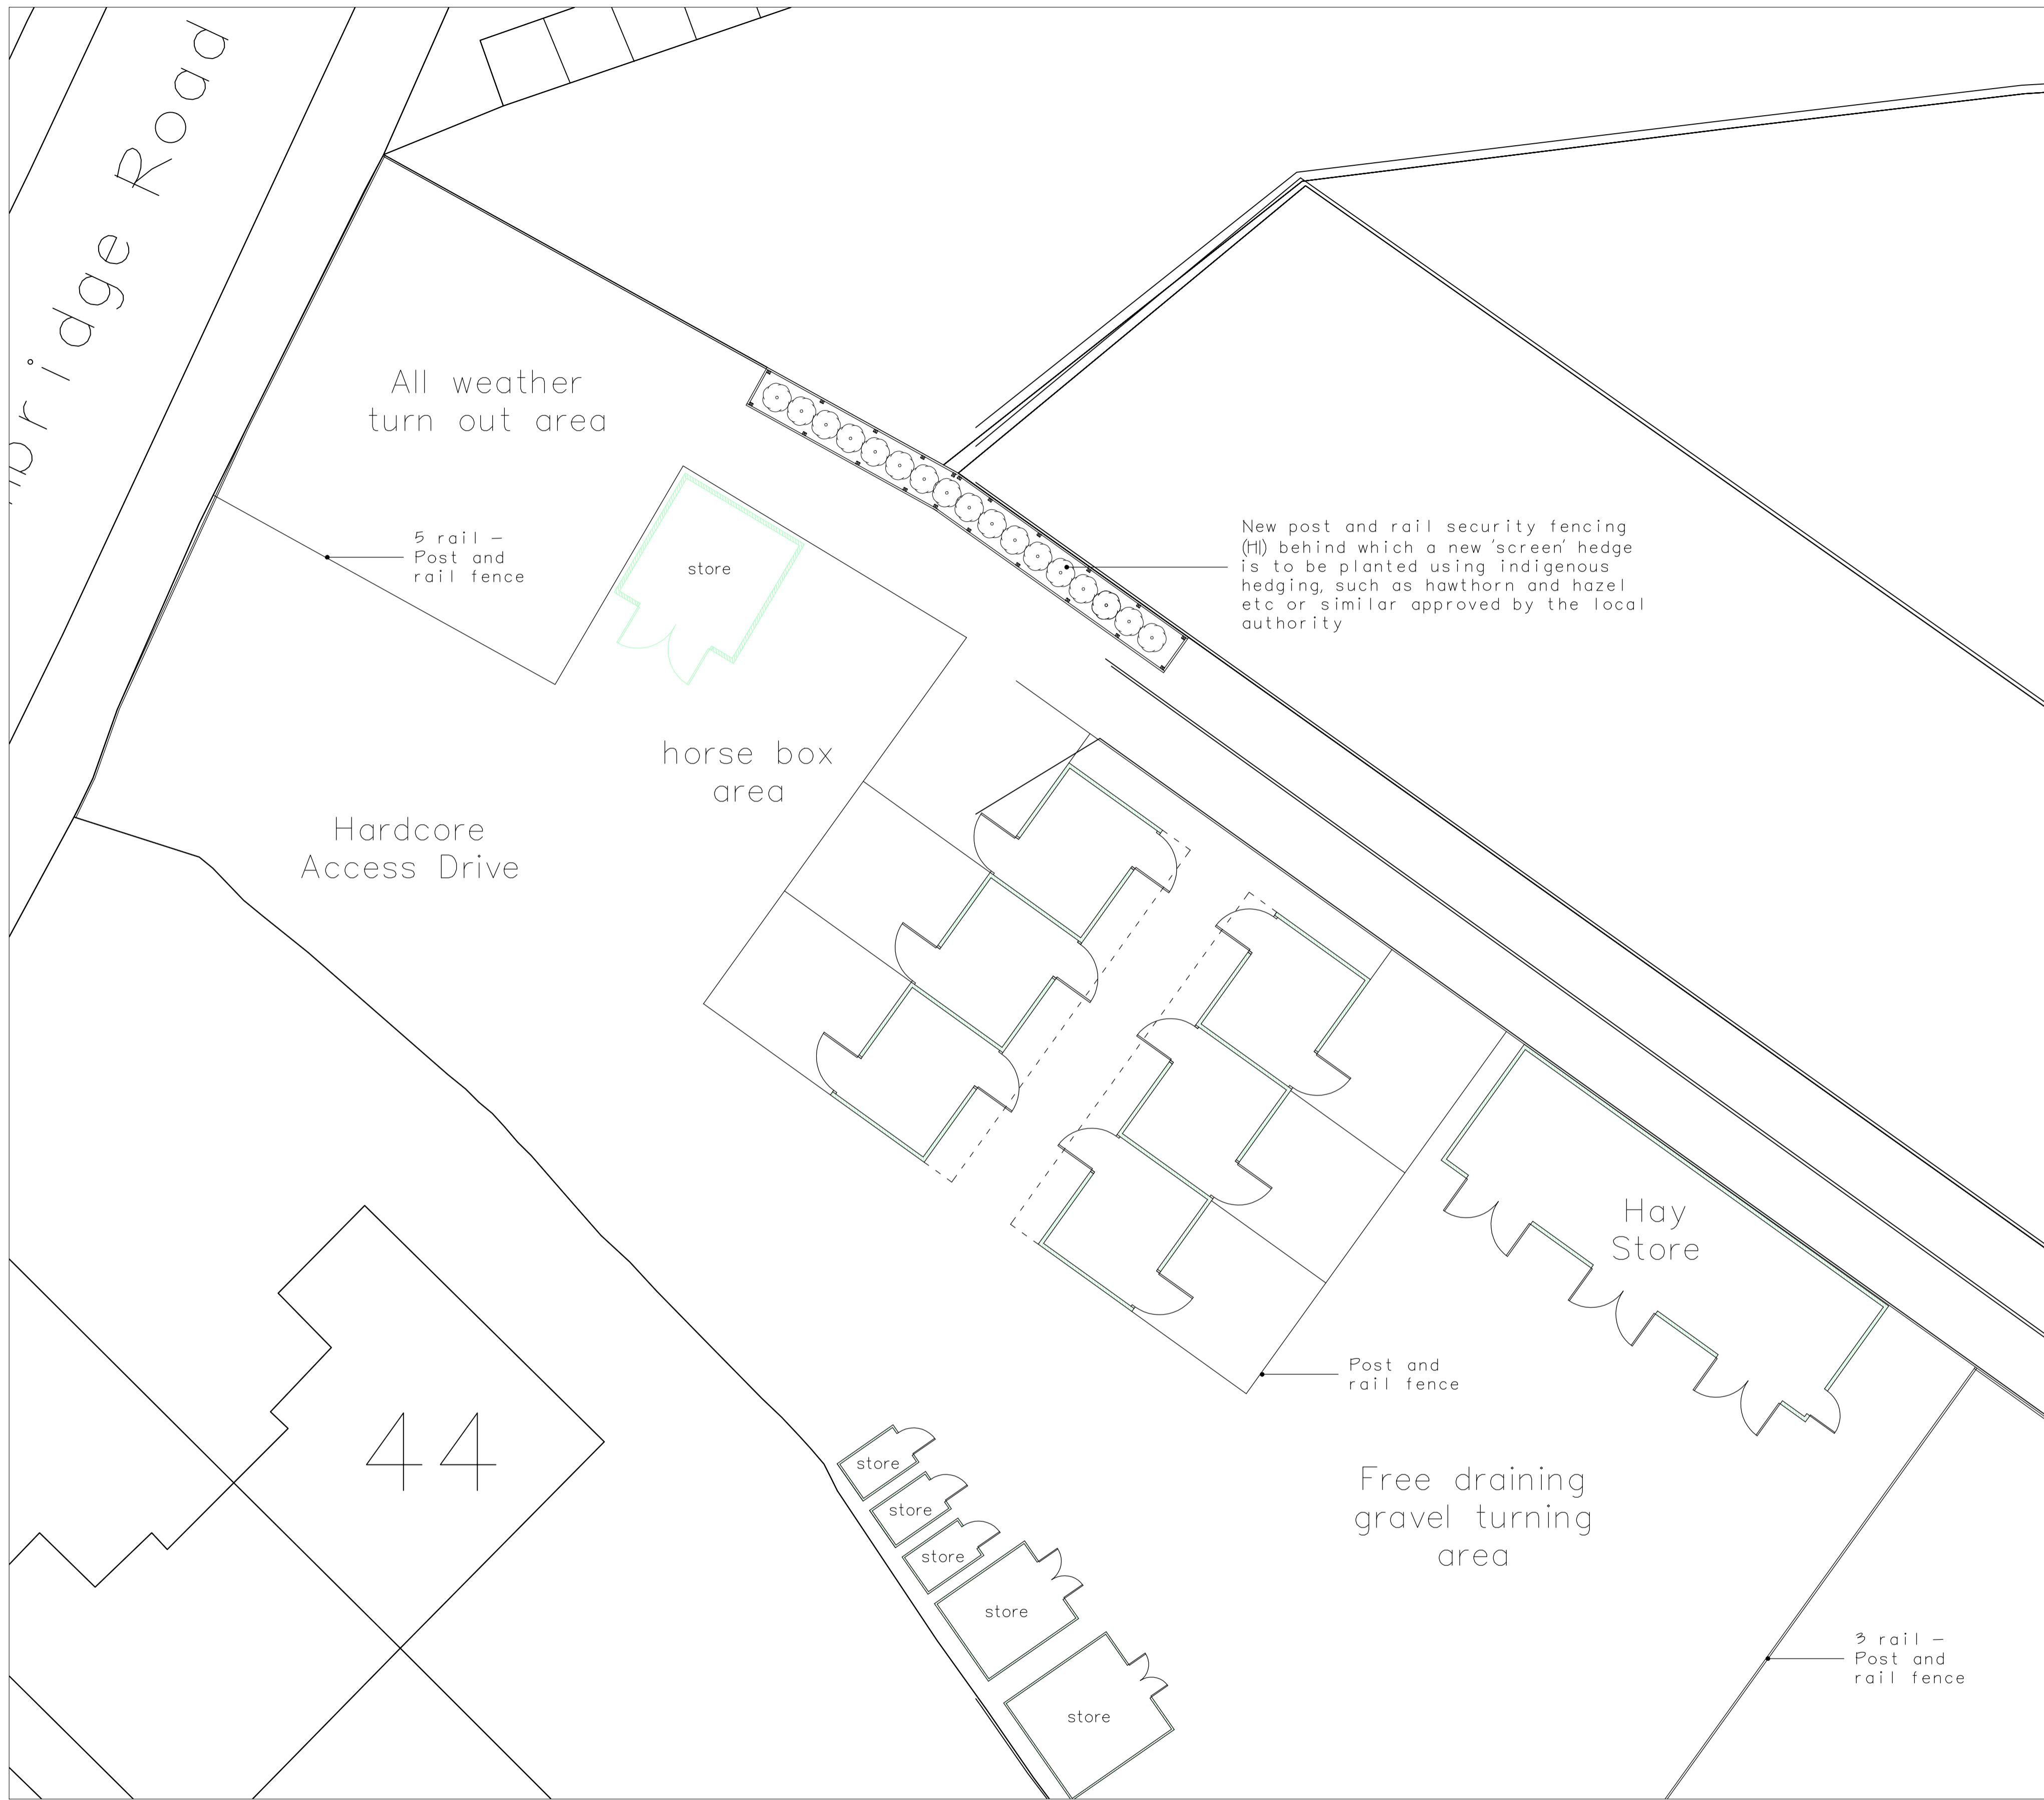 bridge Road
All weather
turn out area
5 rail –
Post and
rail fence
store
New post and rail security fencing
(HI) behind which a new 'screen' hedge
is to be planted using indigenous
hedging, such as hawthorn and hazel
etc or similar approved by the local
authority
horse box
area
Hardcore
Access Drive
Hay
Store
Post and
rail fence
44
store
store
store
store
store
Free draining
gravel turning
area
3 rail –
Post and
rail fence